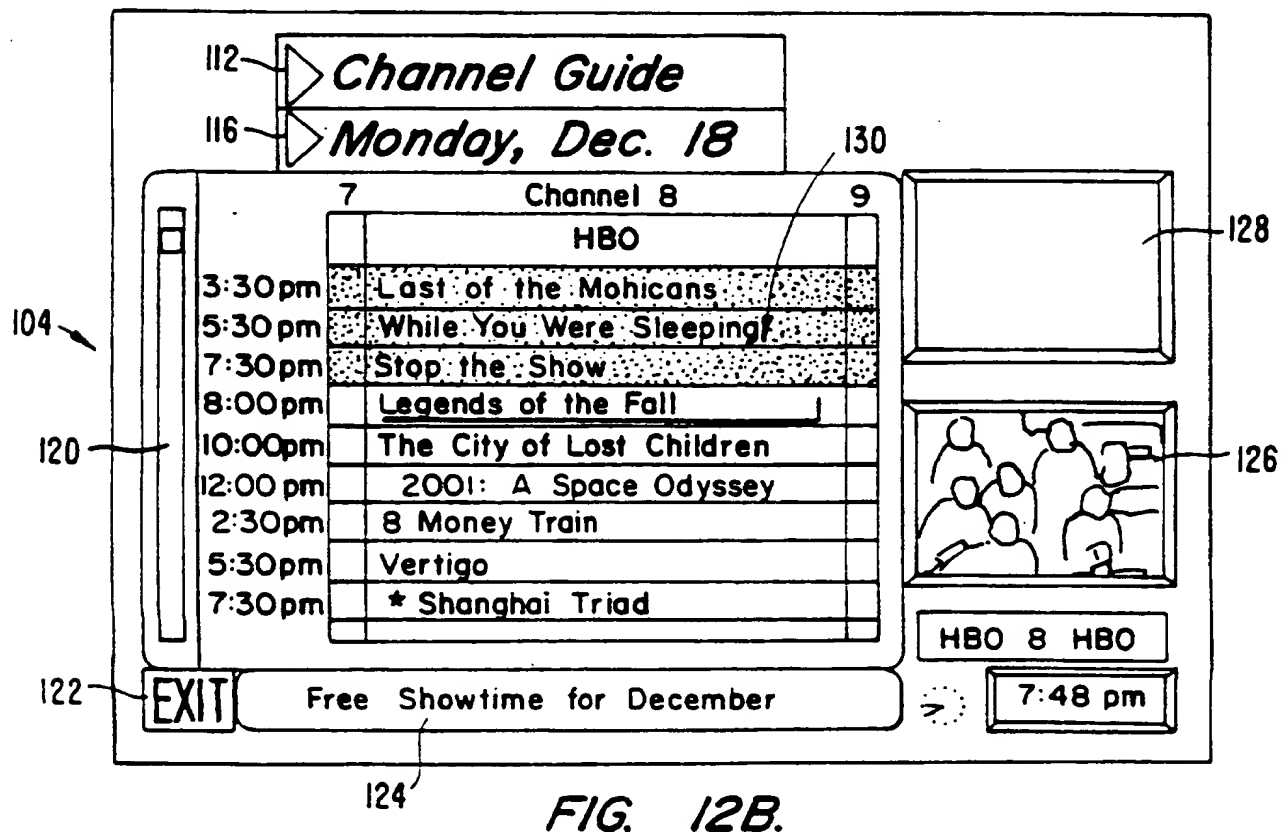 112 Channel Guide
116 Monday, Dec. 18
130
7 Channel 8 9
HBO
128
3:30pm Last of the Mohicans
104
5:30pm While You Were Sleeping
7:30pm Stop the Show
8:00pm Legends of the Fall
120
10:00pm The City of Lost Children
126
12:00 pm 2001: A Space Odyssey
2:30pm 8 Money Train
5:30pm Vertigo
7:30pm * Shanghai Triad
HBO 8 HBO
122 EXIT Free Showtime for December 7:48 pm
124
FIG. 12B.